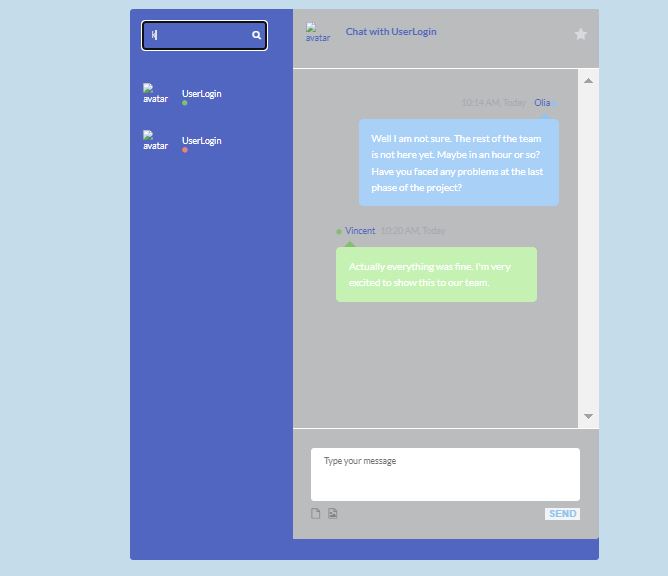 k
avatar
UserLogin
avatar
UserLogin
avatar
Chat with UserLogin
10:14 AM, Today Olia
Well I am not sure. The rest of the team
is not here yet. Maybe in an hour or so?
Have you faced any problems at the last
phase of the project?
Vincent 10:20 AM, Today
Actually everything was fine. I'm very
excited to show this to our team.
Type your message
SEND